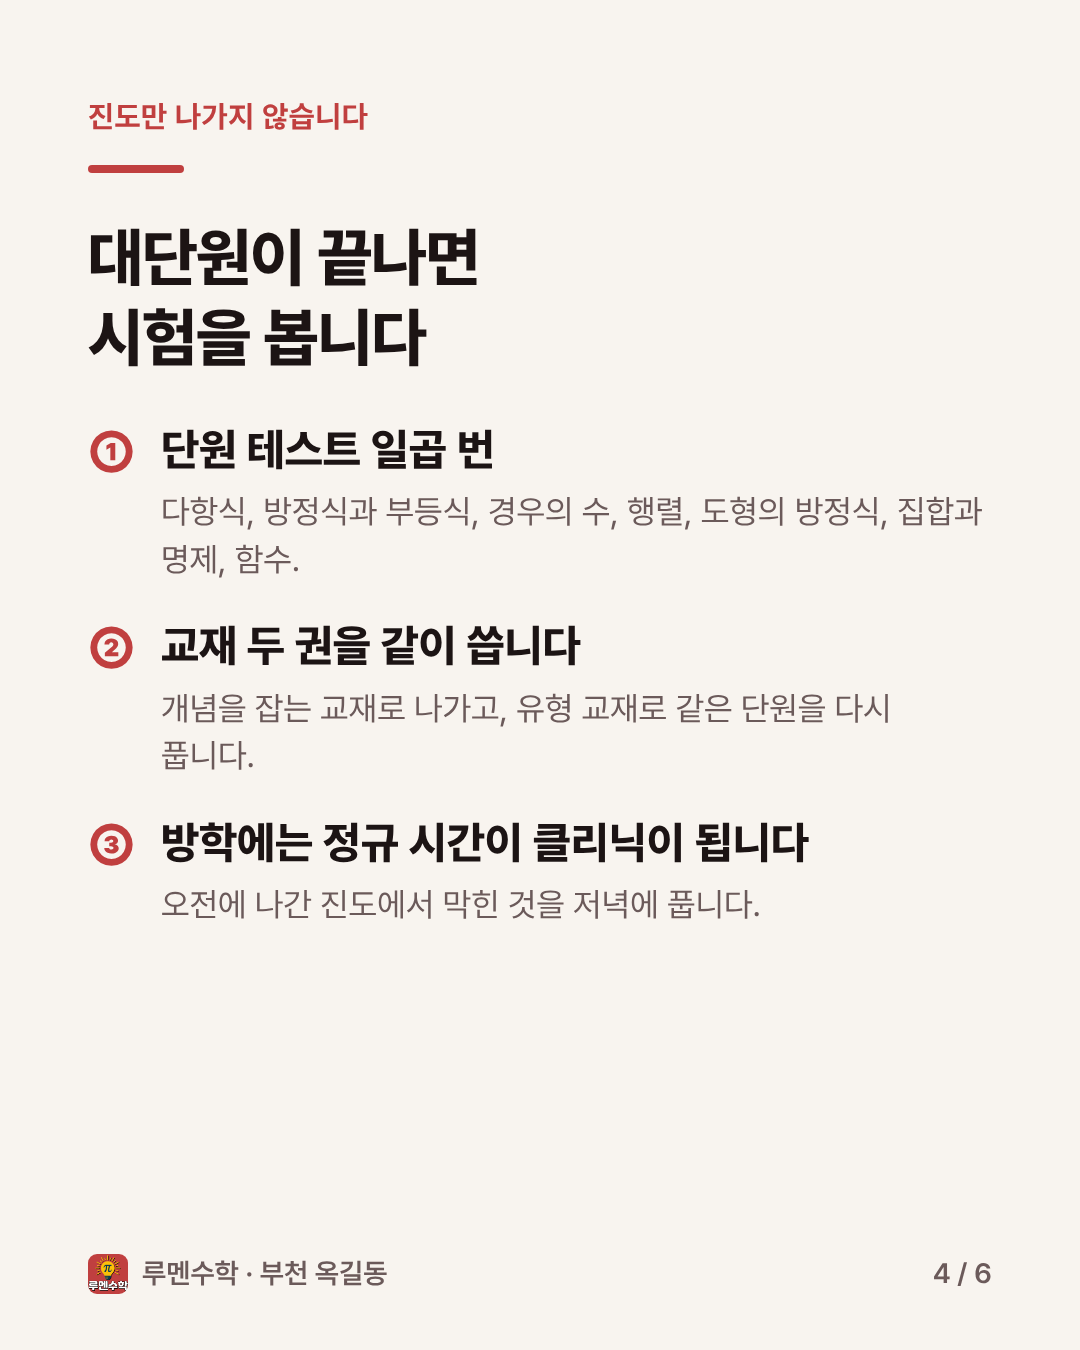 진도만 나가지 않습니다
대단원이 끝나면
시험을 봅니다
1 단원 테스트 일곱 번
다항식, 방정식과 부등식, 경우의 수, 행렬, 도형의 방정식, 집합과
명제, 함수.
2 교재 두 권을 같이 씁니다
개념을 잡는 교재로 나가고, 유형 교재로 같은 단원을 다시
풉니다.
3 방학에는 정규 시간이 클리닉이 됩니다
오전에 나간 진도에서 막힌 것을 저녁에 풉니다.
π
루멘수학
루멘수학 · 부천 옥길동
4 / 6